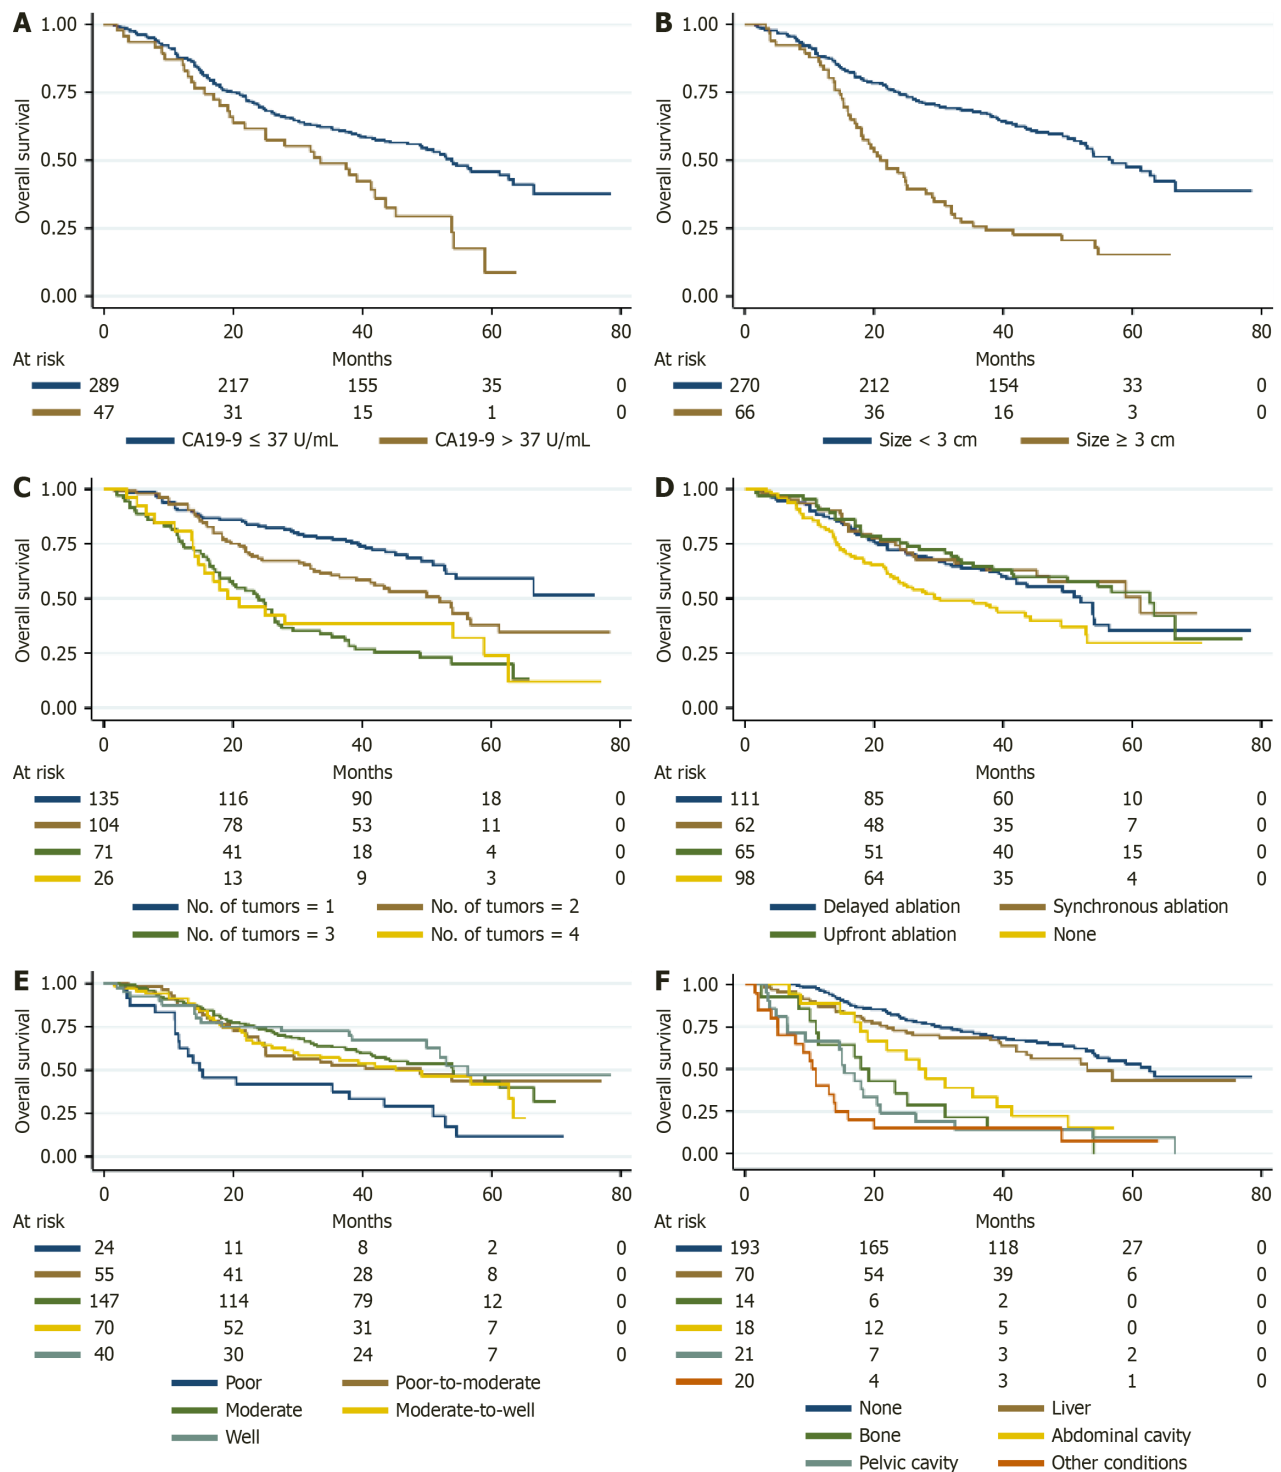 A
1.00
0.75
0.50
0.25
0.00
Overall survival
0 20 40 60 80
At risk Months
289 217 155 35 0
47 31 15 1 0
CA19-9 ≤ 37 U/mL CA19-9 > 37 U/mL
B
1.00
0.75
0.50
0.25
0.00
Overall survival
0 20 40 60 80
At risk Months
270 212 154 33 0
66 36 16 3 0
Size < 3 cm Size ≥ 3 cm
C
1.00
0.75
0.50
0.25
0.00
Overall survival
0 20 40 60 80
At risk Months
135 116 90 18 0
104 78 53 11 0
71 41 18 4 0
26 13 9 3 0
No. of tumors = 1 No. of tumors = 2
No. of tumors = 3 No. of tumors = 4
D
1.00
0.75
0.50
0.25
0.00
Overall survival
0 20 40 60 80
At risk Months
111 85 60 10 0
62 48 35 7 0
65 51 40 15 0
98 64 35 4 0
Delayed ablation Synchronous ablation
Upfront ablation None
E
1.00
0.75
0.50
0.25
0.00
Overall survival
0 20 40 60 80
At risk Months
24 11 8 2 0
55 41 28 8 0
147 114 79 12 0
70 52 31 7 0
40 30 24 7 0
Poor Poor-to-moderate
Moderate Moderate-to-well
Well
F
1.00
0.75
0.50
0.25
0.00
Overall survival
0 20 40 60 80
At risk Months
193 165 118 27 0
70 54 39 6 0
14 6 2 0 0
18 12 5 0 0
21 7 3 2 0
20 4 3 1 0
None Liver
Bone Abdominal cavity
Pelvic cavity Other conditions